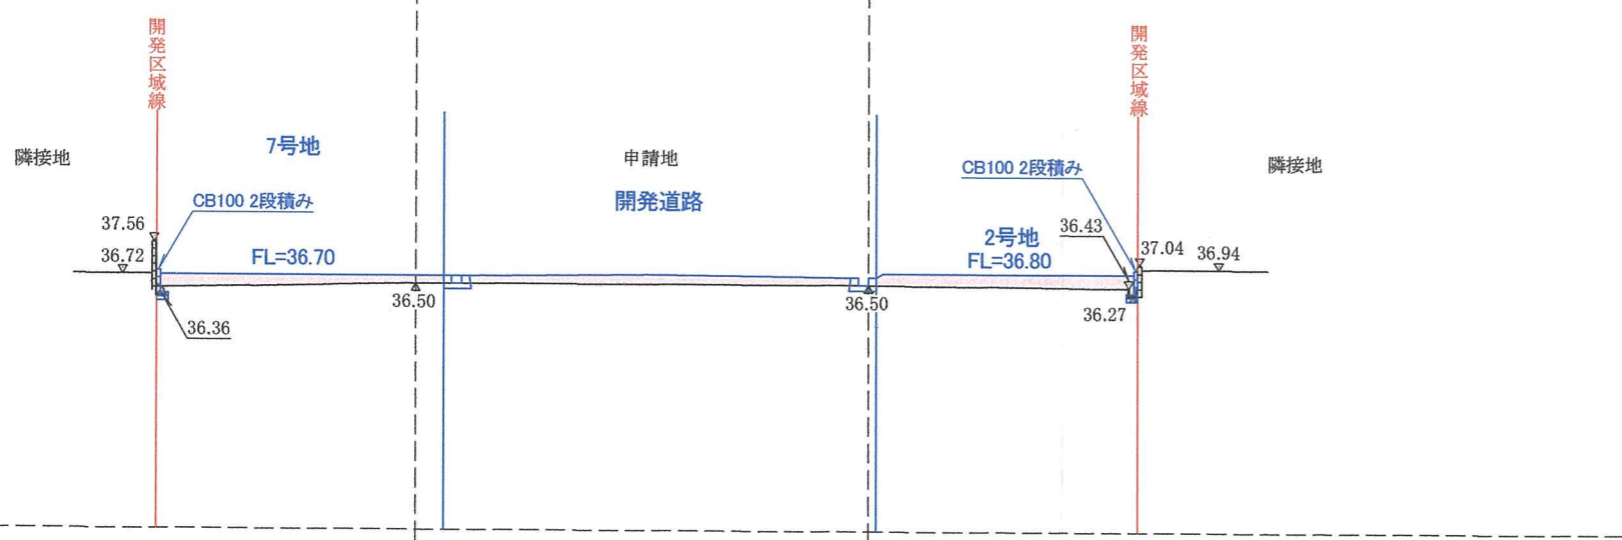 開発区域線
開発区域線
7号地
隣接地
申請地
CB100 2段積み
隣接地
CB100 2段積み
開発道路
37.56
36.43
2号地
37.04
36.94
36.72
FL=36.70
FL=36.80
36.50
36.50
36.27
36.36